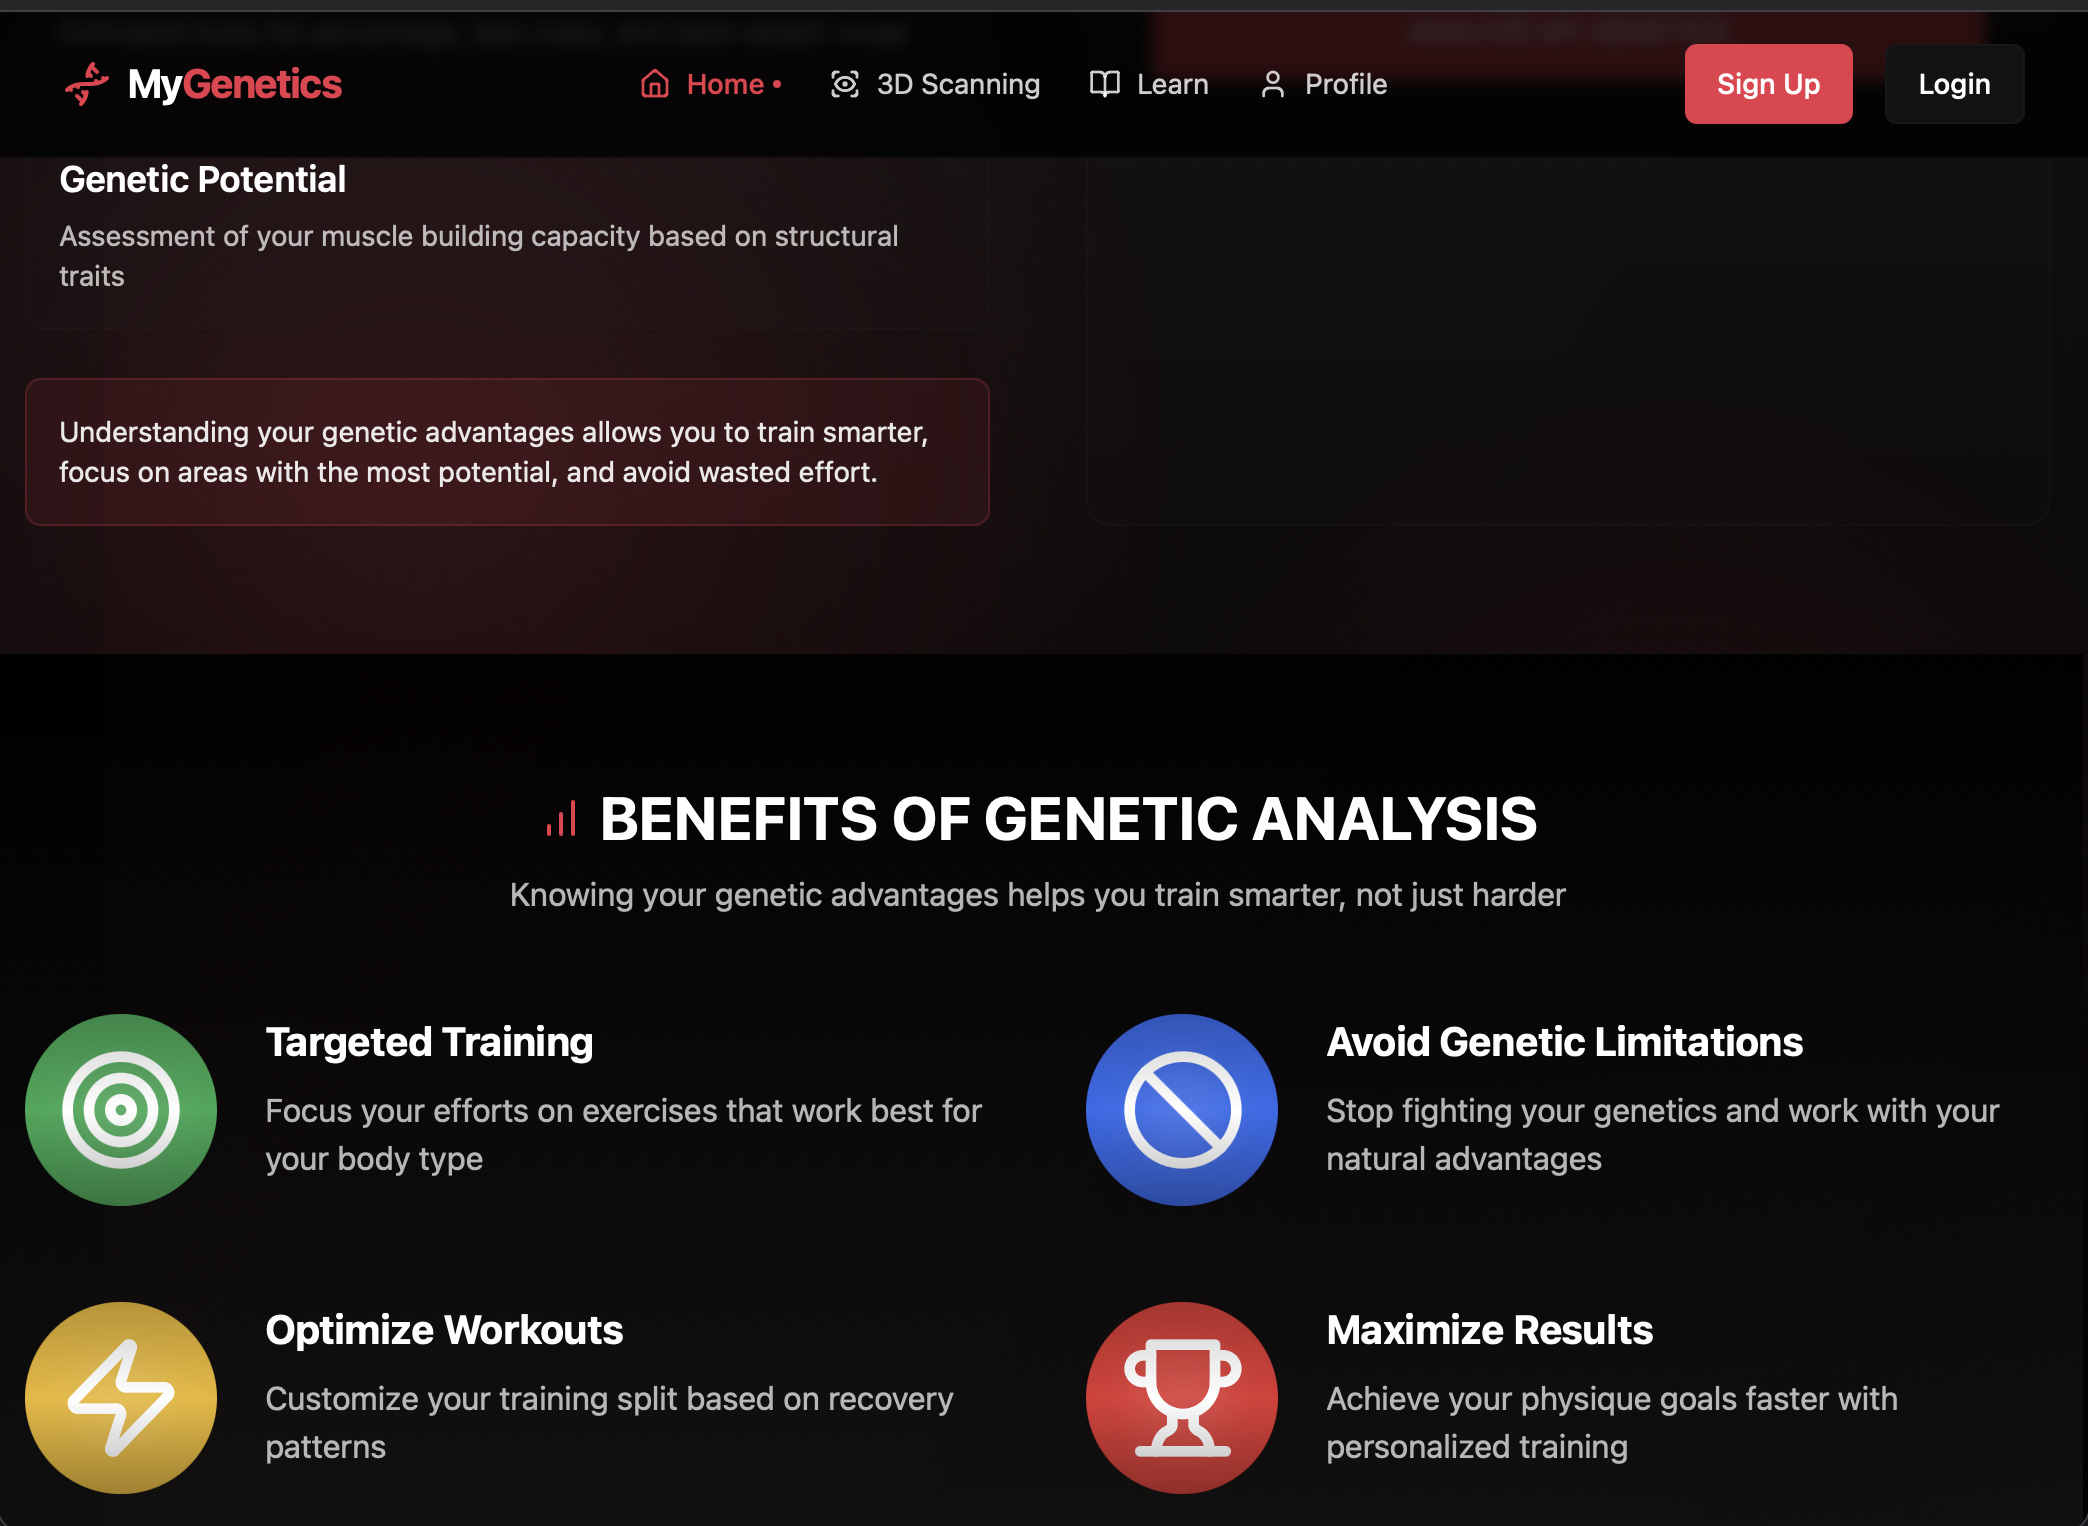 MyGenetics
Home
3D Scanning
Learn
Profile
Sign Up
Login
Genetic Potential
Assessment of your muscle building capacity based on structural
traits
Understanding your genetic advantages allows you to train smarter,
focus on areas with the most potential, and avoid wasted effort.
BENEFITS OF GENETIC ANALYSIS
Knowing your genetic advantages helps you train smarter, not just harder
Targeted Training
Focus your efforts on exercises that work best for
your body type
Avoid Genetic Limitations
Stop fighting your genetics and work with your
natural advantages
Optimize Workouts
Customize your training split based on recovery
patterns
Maximize Results
Achieve your physique goals faster with
personalized training